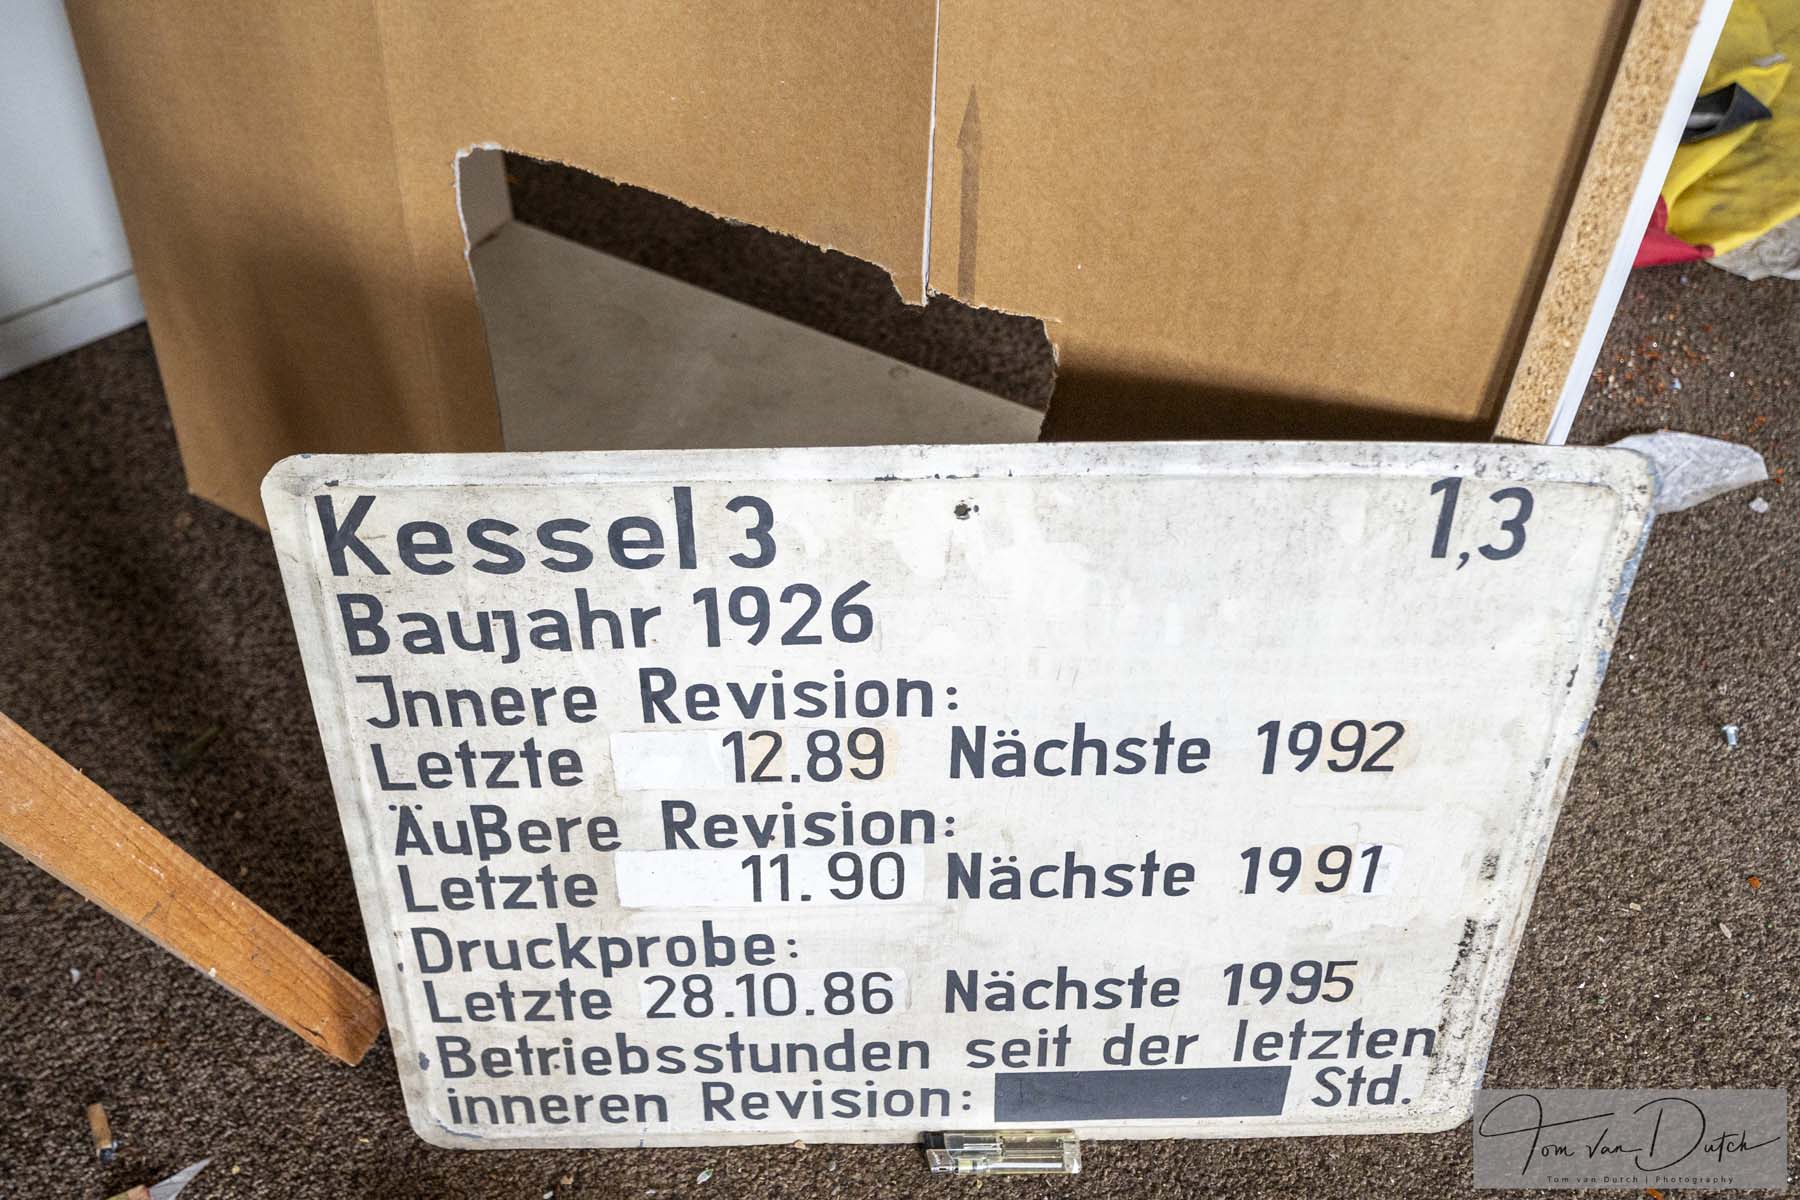 Kessel 3 1,3
Baujahr 1926
Jnnere Revision:
Letzte 12.89 Nächste 1992
Äußere Revision:
Letzte 11.90 Nächste 1991
Druckprobe:
Letzte 28.10.86 Nächste 1995
Betriebsstunden seit der letzten
inneren Revision: Std.
Tom van Dutch
Tom van Dutch | Photography